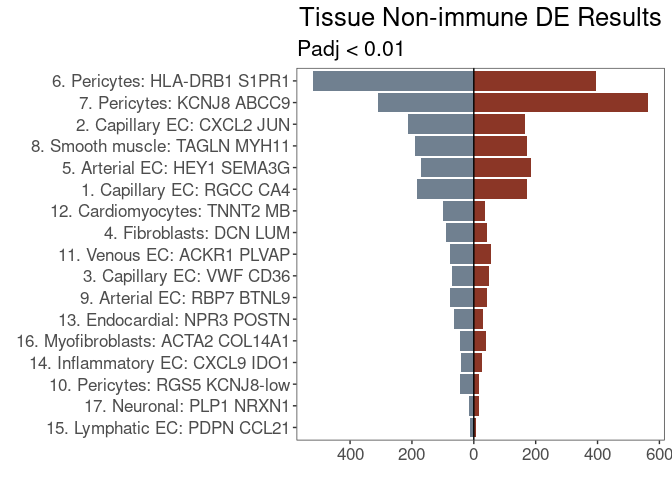 Tissue Non-immune DE Results
Padj < 0.01
6. Pericytes: HLA-DRB1 S1PR1
7. Pericytes: KCNJ8 ABCC9
2. Capillary EC: CXCL2 JUN
8. Smooth muscle: TAGLN MYH11
5. Arterial EC: HEY1 SEMA3G
1. Capillary EC: RGCC CA4
12. Cardiomyocytes: TNNT2 MB
4. Fibroblasts: DCN LUM
11. Venous EC: ACKR1 PLVAP
3. Capillary EC: VWF CD36
9. Arterial EC: RBP7 BTNL9
13. Endocardial: NPR3 POSTN
16. Myofibroblasts: ACTA2 COL14A1
14. Inflammatory EC: CXCL9 IDO1
10. Pericytes: RGS5 KCNJ8-low
17. Neuronal: PLP1 NRXN1
15. Lymphatic EC: PDPN CCL21
400 200 0 200 400 600